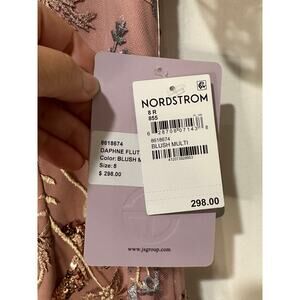 8618674
DAPHNE FLUT
Color: BLUSH M
Size: 8
$ 298.00
www.jsgroup.com
NORDSTROM
8 R
855
8618674
BLUSH MULTI
298.00